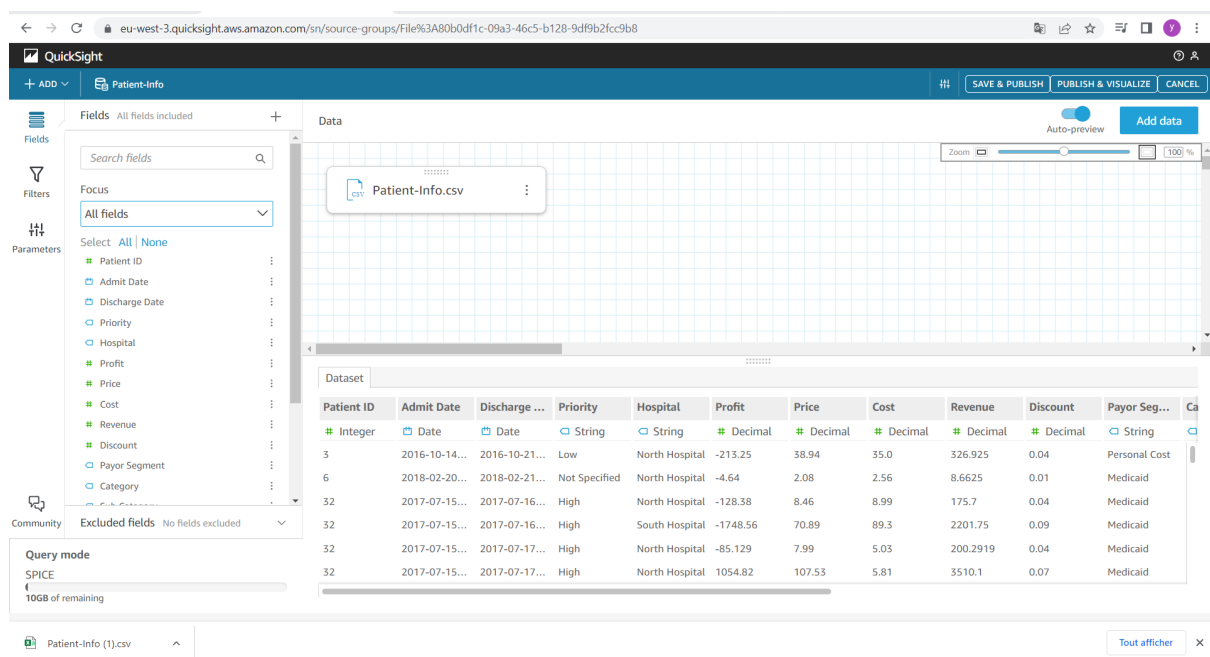 eu-west-3.quicksight.aws.amazon.com/sn/source-groups/File%3A80b0df1c-09a3-46c5-b128-9df9b2fcc9b8
y
QuickSight
+ ADD Patient-Info SAVE & PUBLISH PUBLISH & VISUALIZE CANCEL
Fields
Filters
Parameters
Community
Fields All fields included +
Search fields
Focus
All fields
Select All None
# Patient ID
Admit Date
Discharge Date
Priority
Hospital
# Profit
# Price
# Cost
# Revenue
# Discount
Payor Segment
Category
Excluded fields No fields excluded
Query mode
SPICE
10GB of remaining
Data
Auto-preview
Add data
Zoom 100 %
CSV Patient-Info.csv
Dataset
Patient ID Admit Date Discharge ... Priority Hospital Profit Price Cost Revenue Discount Payor Seg... Ca
# Integer Date Date String String # Decimal # Decimal # Decimal # Decimal # Decimal String
3 2016-10-14... 2016-10-21... Low North Hospital -213.25 38.94 35.0 326.925 0.04 Personal Cost
6 2018-02-20... 2018-02-21... Not Specified North Hospital -4.64 2.08 2.56 8.6625 0.01 Medicaid
32 2017-07-15... 2017-07-16... High North Hospital -128.38 8.46 8.99 175.7 0.04 Medicaid
32 2017-07-15... 2017-07-16... High South Hospital -1748.56 70.89 89.3 2201.75 0.09 Medicaid
32 2017-07-15... 2017-07-17... High North Hospital -85.129 7.99 5.03 200.2919 0.04 Medicaid
32 2017-07-15... 2017-07-17... High North Hospital 1054.82 107.53 5.81 3510.1 0.07 Medicaid
Patient-Info (1).csv
Tout afficher